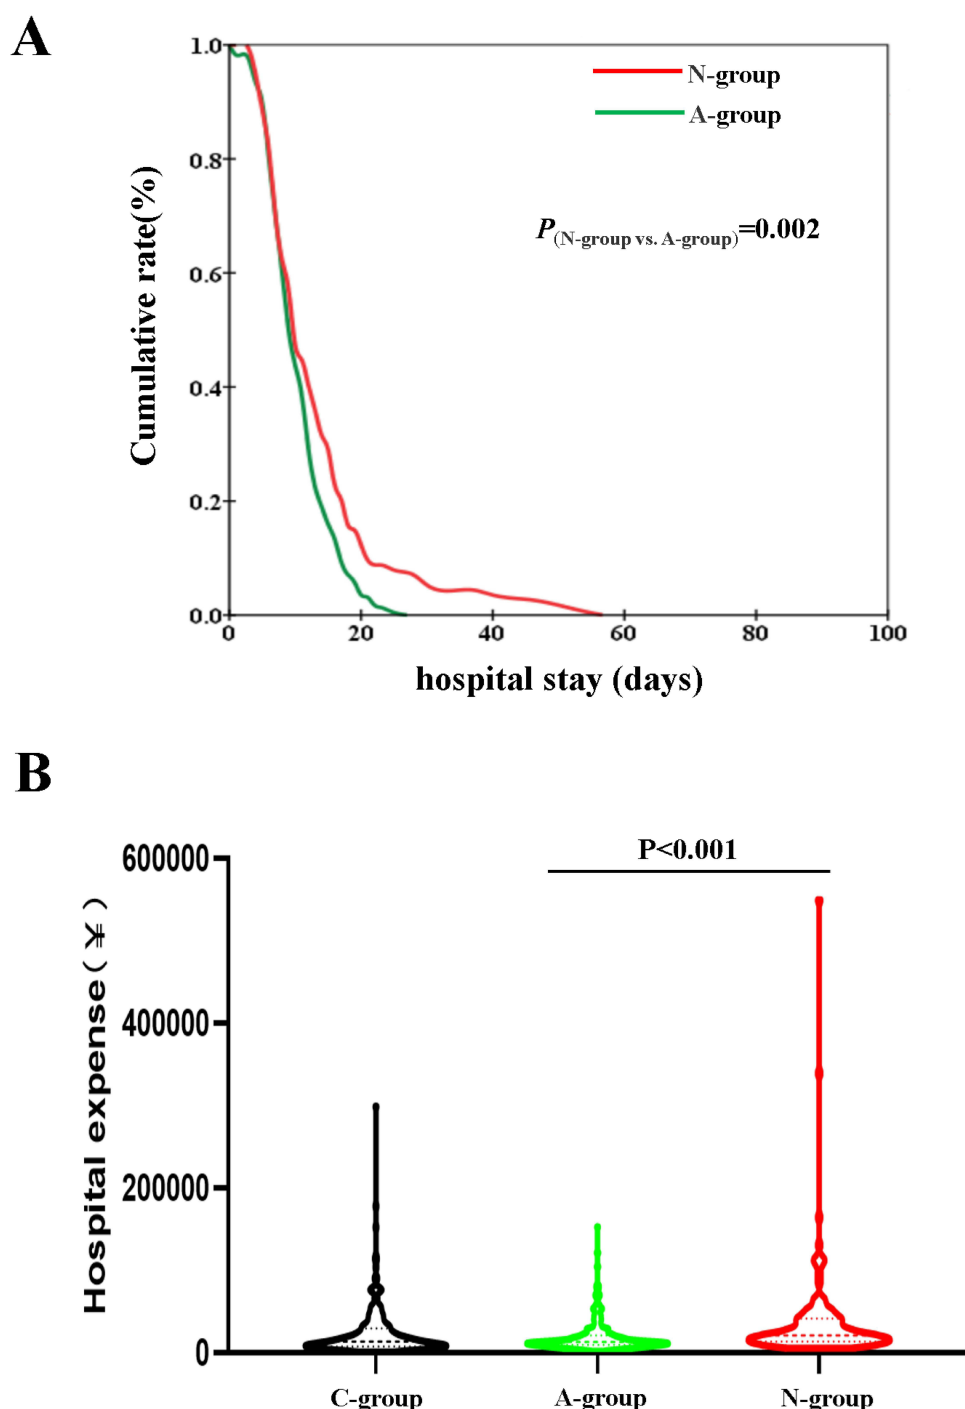 A
1.0
N-group
A-group
0.8
P(N-group vs. A-group)=0.002
0.6
Cumulative rate(%)
0.4
0.2
0.0
0 20 40 60 80 100
hospital stay (days)
B
P<0.001
600000
Hospital expense(¥)
400000
200000
0
C-group A-group N-group